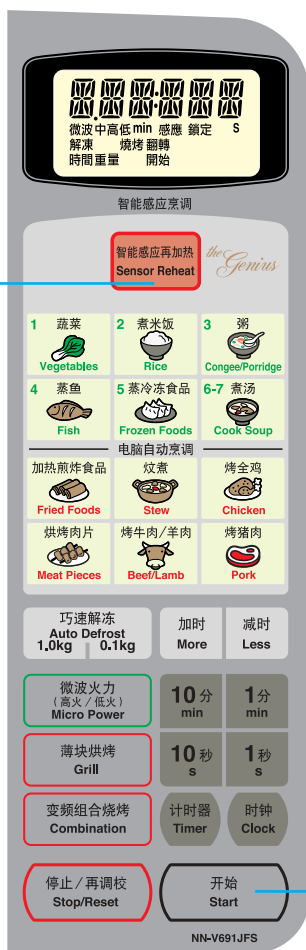 微波中高低 min 感應 鎖定 S
解凍 燒烤 翻轉
時間重量 開始
智能感应烹调
智能感应再加热
Sensor Reheat
the Genius
1 蔬菜 2 煮米饭 3 粥
Vegetables Rice Congee/Porridge
4 蒸鱼 5 蒸冷冻食品 6-7 煮汤
Fish Frozen Foods Cook Soup
电脑自动烹调
加热煎炸食品 炆煮 烤全鸡
Fried Foods Stew Chicken
烘烤肉片 烤牛肉/羊肉 烤猪肉
Meat Pieces Beef/Lamb Pork
巧速解冻 加时 减时
Auto Defrost More Less
1.0kg 0.1kg
微波火力 10分 1分
(高火/低火) min min
Micro Power
薄块烘烤 10秒 1秒
Grill s s
变频组合烧烤 计时器 时钟
Combination Timer Clock
停止/再调校 开始
Stop/Reset Start
NN-V691JFS